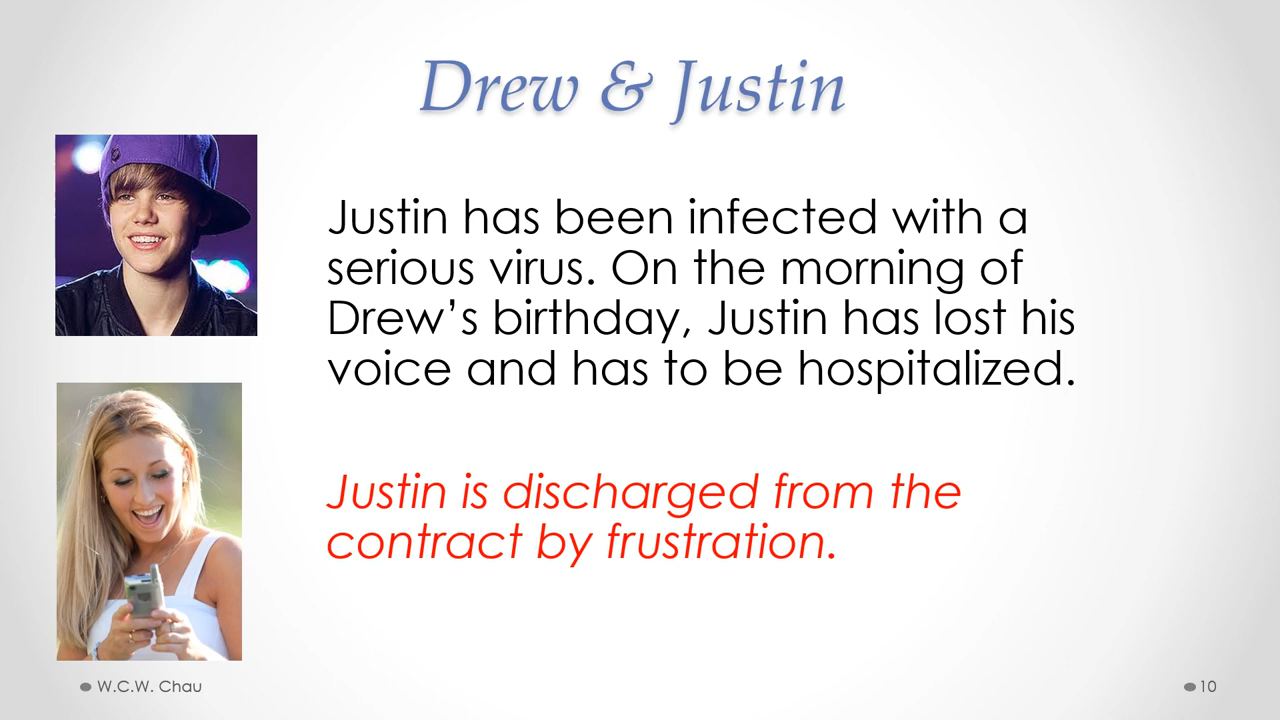 Drew & Justin
Justin has been infected with a
serious virus. On the morning of
Drew’s birthday, Justin has lost his
voice and has to be hospitalized.
Justin is discharged from the
contract by frustration.
W.C.W. Chau
10